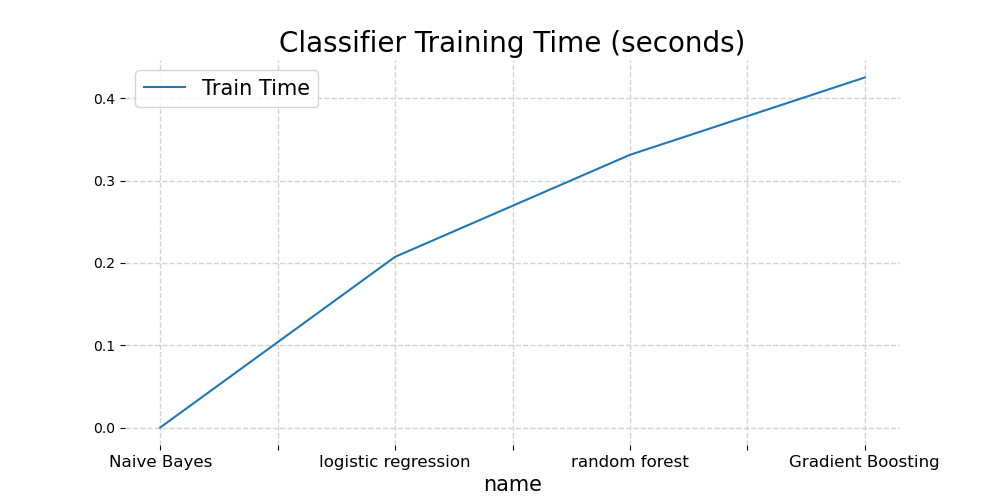 Classifier Training Time (seconds)
Train Time
0.4
0.3
0.2
0.1
0.0
Naive Bayes logistic regression random forest Gradient Boosting
name